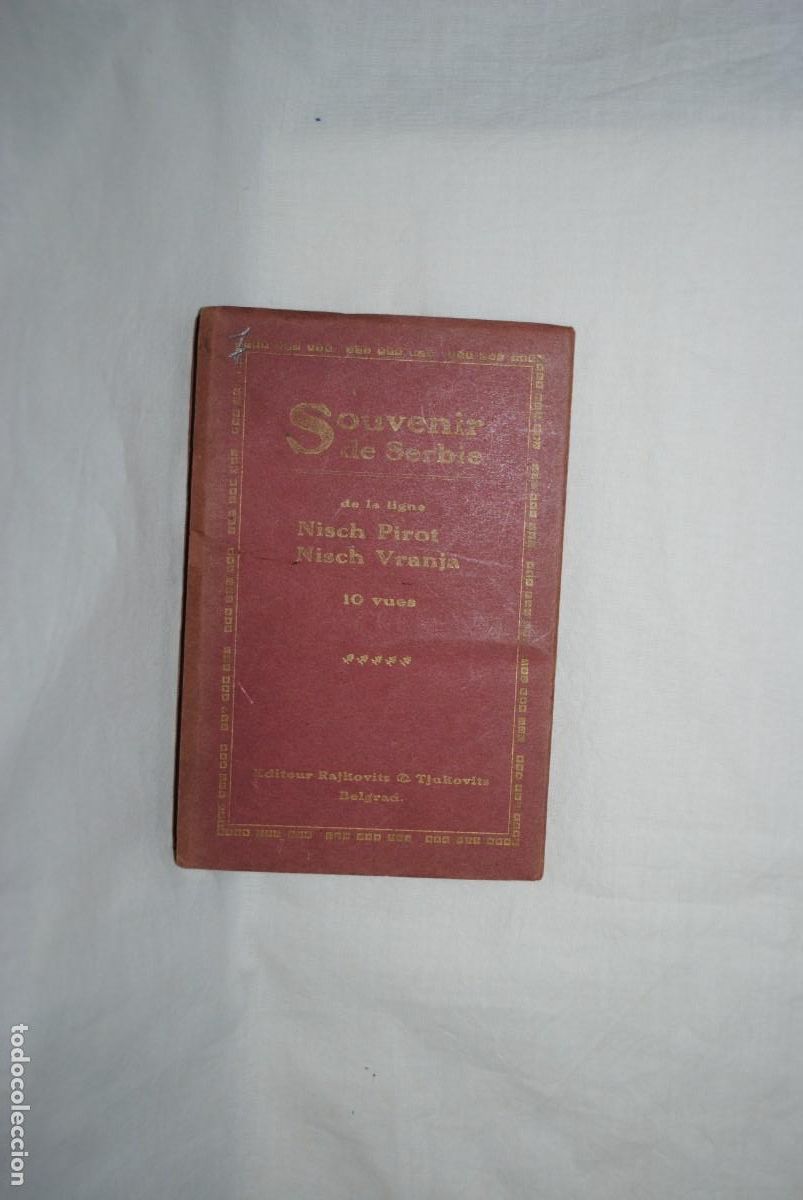 Souvenir
de Serbie
de la ligne
Nisch Pirot
Nisch Vranja
10 vues
Editeur Rajkovits & Tjukovits
Belgrad.
todocoleccion